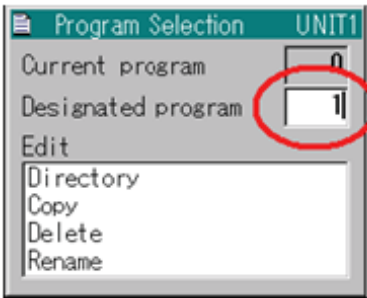 Program Selection UNIT1
Current program 0
Designated program 1
Edit
Directory
Copy
Delete
Rename